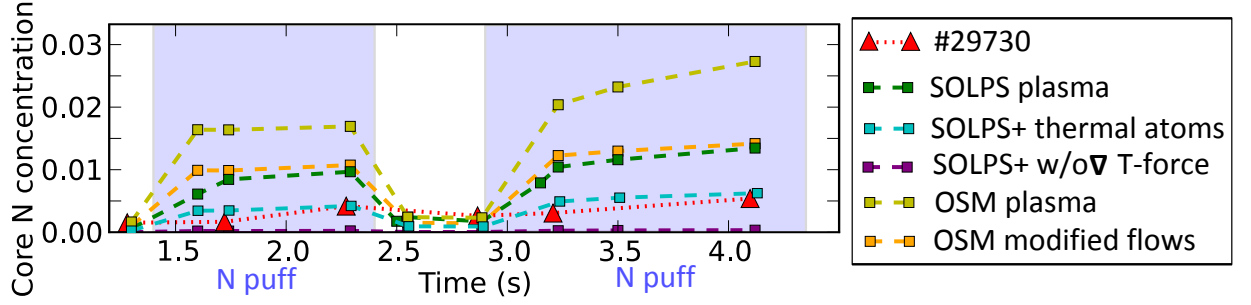 Core N concentration
0.03
0.02
0.01
0.00
1.5 2.0 2.5 3.0 3.5 4.0
N puff Time (s) N puff
#29730
SOLPS plasma
SOLPS+ thermal atoms
SOLPS+ w/o∇ T-force
OSM plasma
OSM modified flows